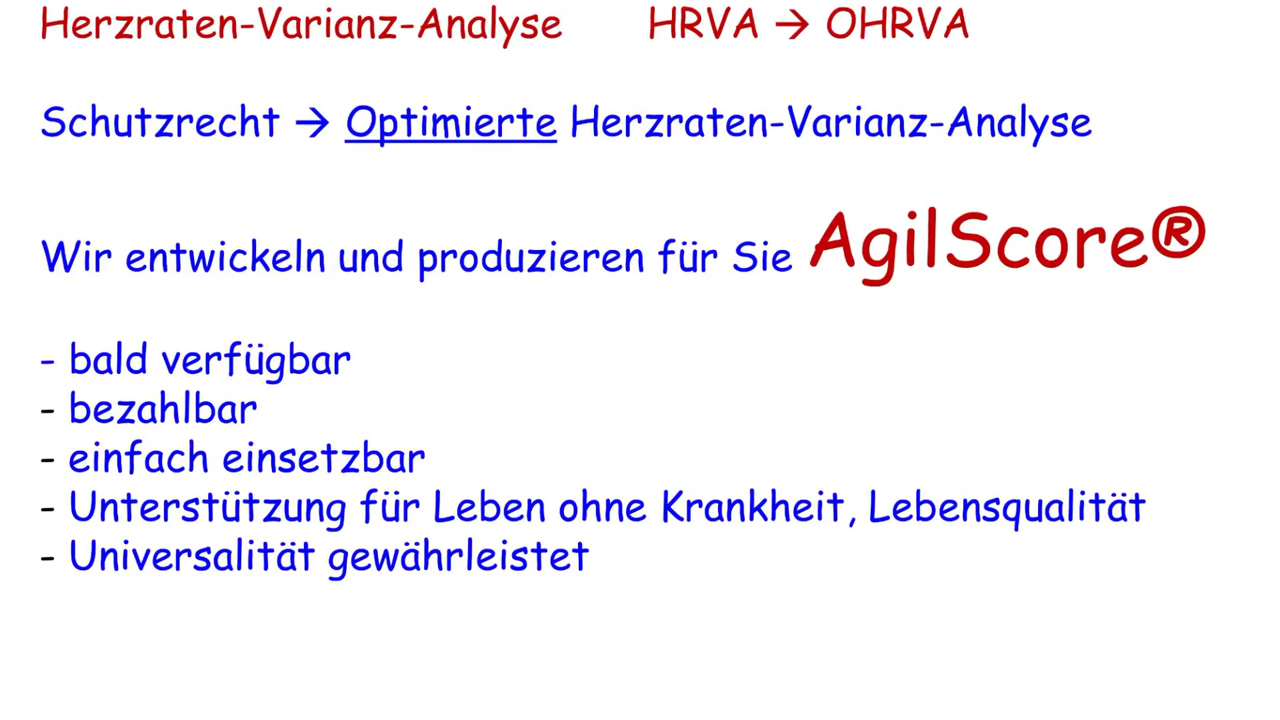 Herzraten-Varianz-Analyse HRVA → OHRVA
Schutzrecht → Optimierte Herzraten-Varianz-Analyse
Wir entwickeln und produzieren für Sie AgilScore®
- bald verfügbar
- bezahlbar
- einfach einsetzbar
- Unterstützung für Leben ohne Krankheit, Lebensqualität
- Universalität gewährleistet